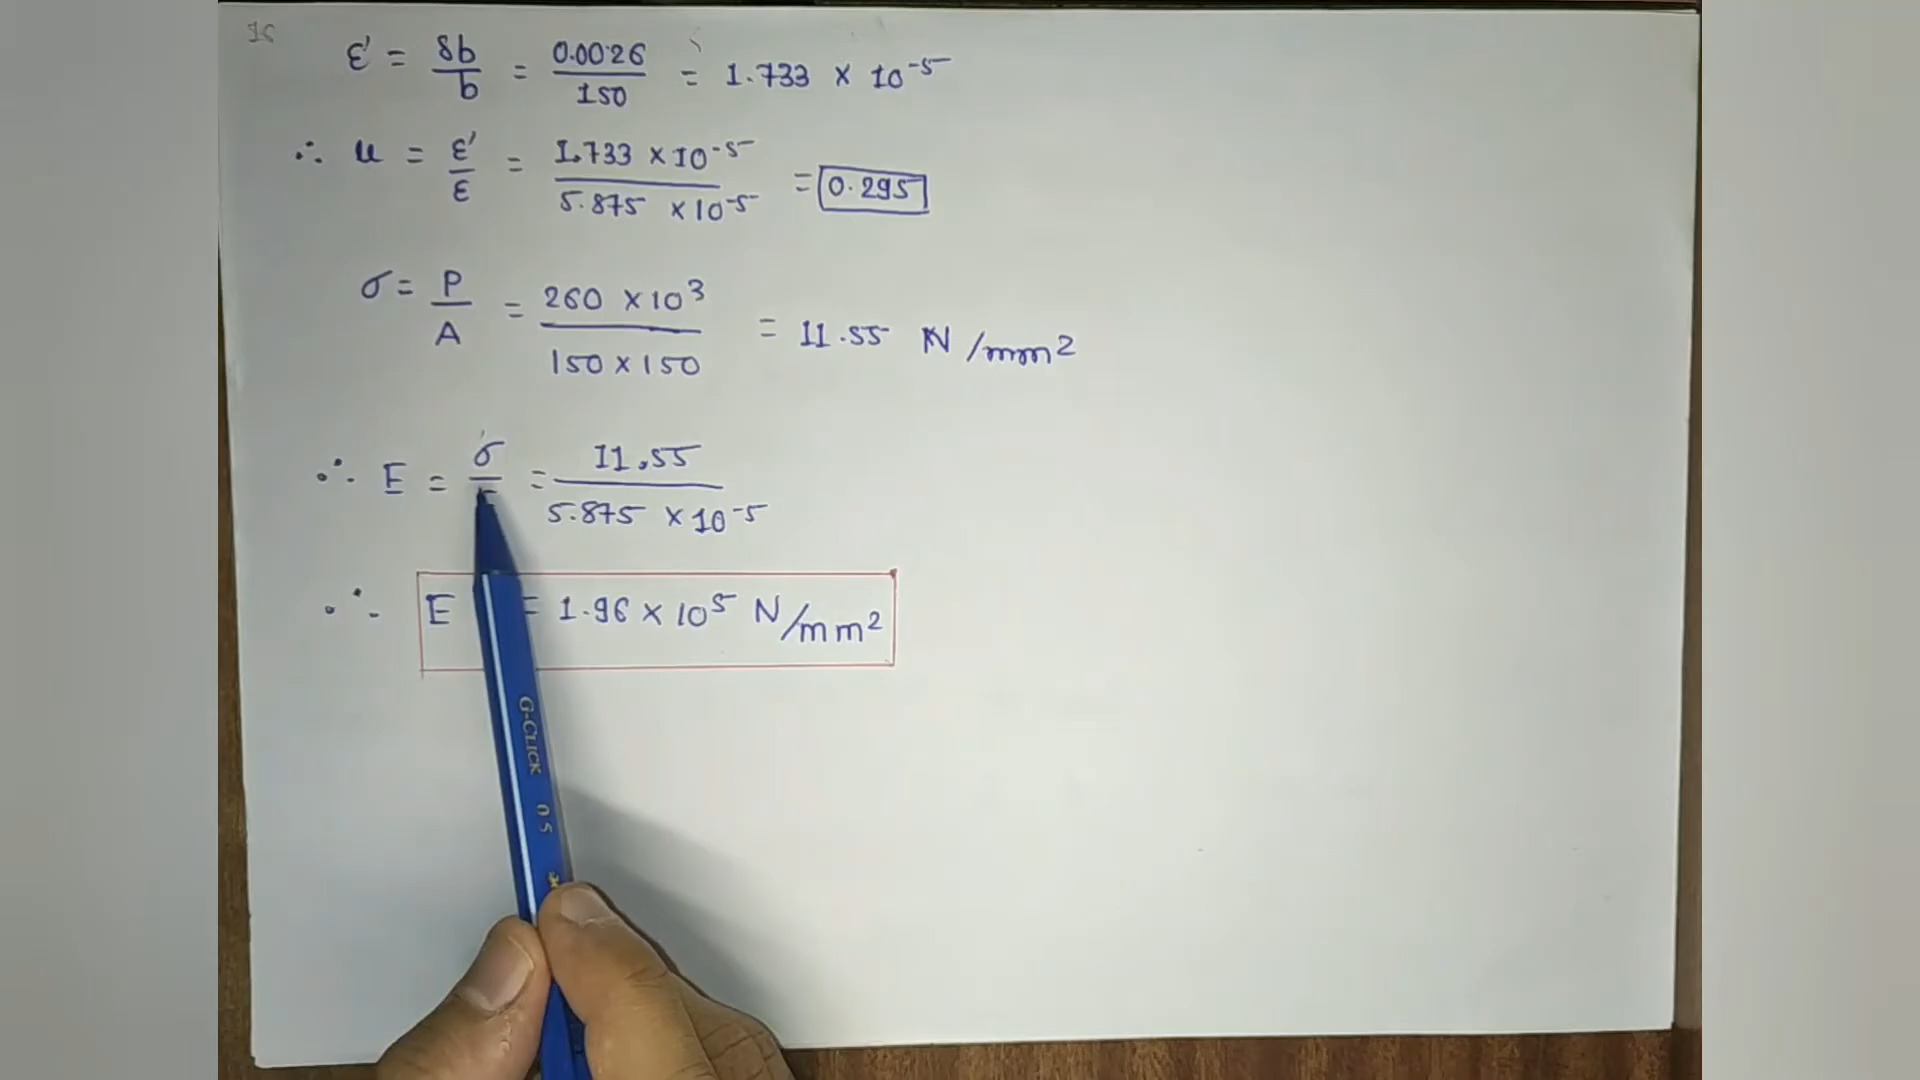 ε' = δb/b = 0.0026/150 = 1.733 × 10⁻⁵
∴ μ = ε'/ε = 1.733 × 10⁻⁵/5.875 × 10⁻⁵ = 0.295
σ = P/A = 260 × 10³/150 × 150 = 11.55 N/mm²
∴ E = σ/ = 11.55/5.875 × 10⁻⁵
∴ E = 1.96 × 10⁵ N/mm²
G-CLICK 05